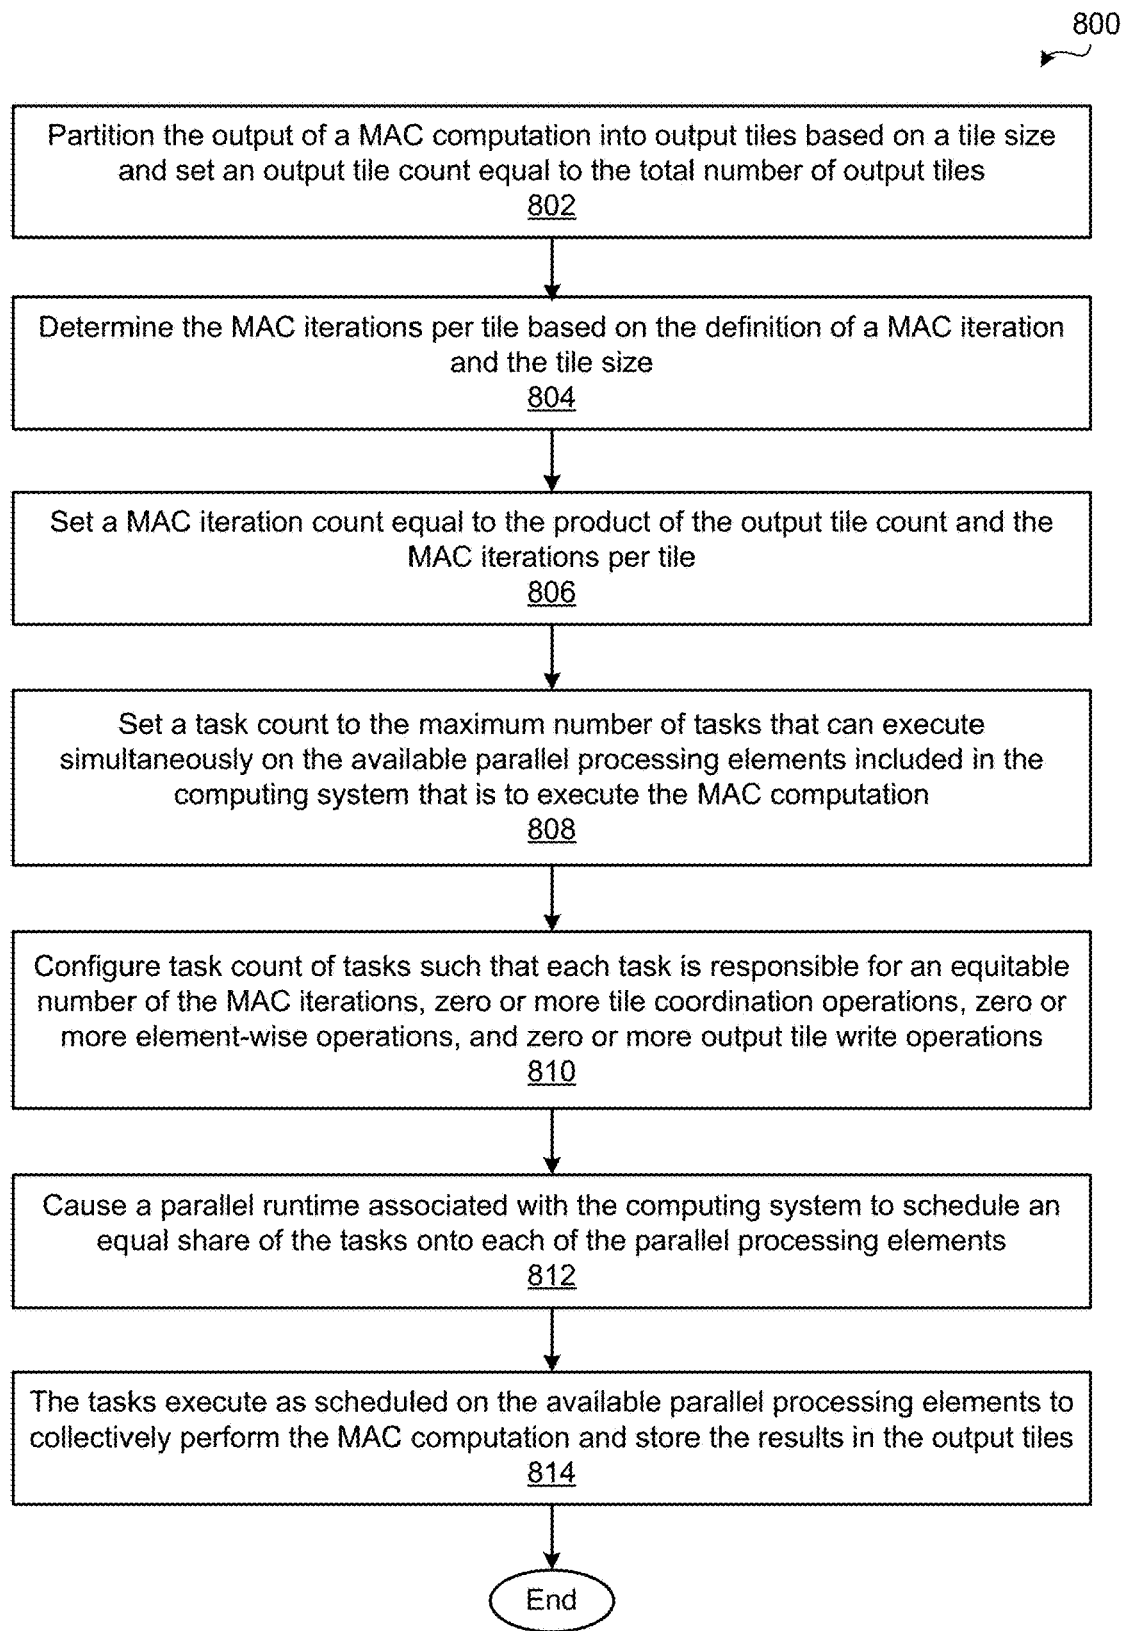 800
Partition the output of a MAC computation into output tiles based on a tile size
and set an output tile count equal to the total number of output tiles
802
Determine the MAC iterations per tile based on the definition of a MAC iteration
and the tile size
804
Set a MAC iteration count equal to the product of the output tile count and the
MAC iterations per tile
806
Set a task count to the maximum number of tasks that can execute
simultaneously on the available parallel processing elements included in the
computing system that is to execute the MAC computation
808
Configure task count of tasks such that each task is responsible for an equitable
number of the MAC iterations, zero or more tile coordination operations, zero or
more element-wise operations, and zero or more output tile write operations
810
Cause a parallel runtime associated with the computing system to schedule an
equal share of the tasks onto each of the parallel processing elements
812
The tasks execute as scheduled on the available parallel processing elements to
collectively perform the MAC computation and store the results in the output tiles
814
End